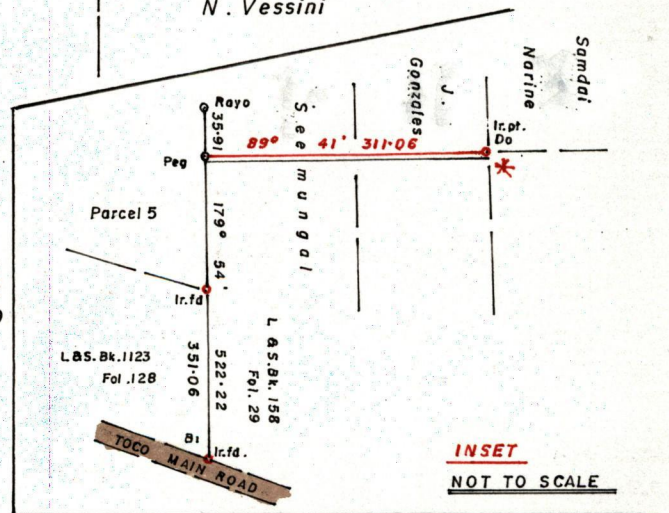 N. Vessini
Samdai
Narine
J.
Gonzales
Seemungal
Rayo
35·91
Ir.pt.
Do
89° 41' 311·06
Peg
Parcel 5
179° 54'
Ir.fd
L &S.Bk.1123
Fol.128
351·06
522·22
L &S.Bk.158
Fol. 29
B1
Ir.fd.
TOCO MAIN ROAD
INSET
NOT TO SCALE